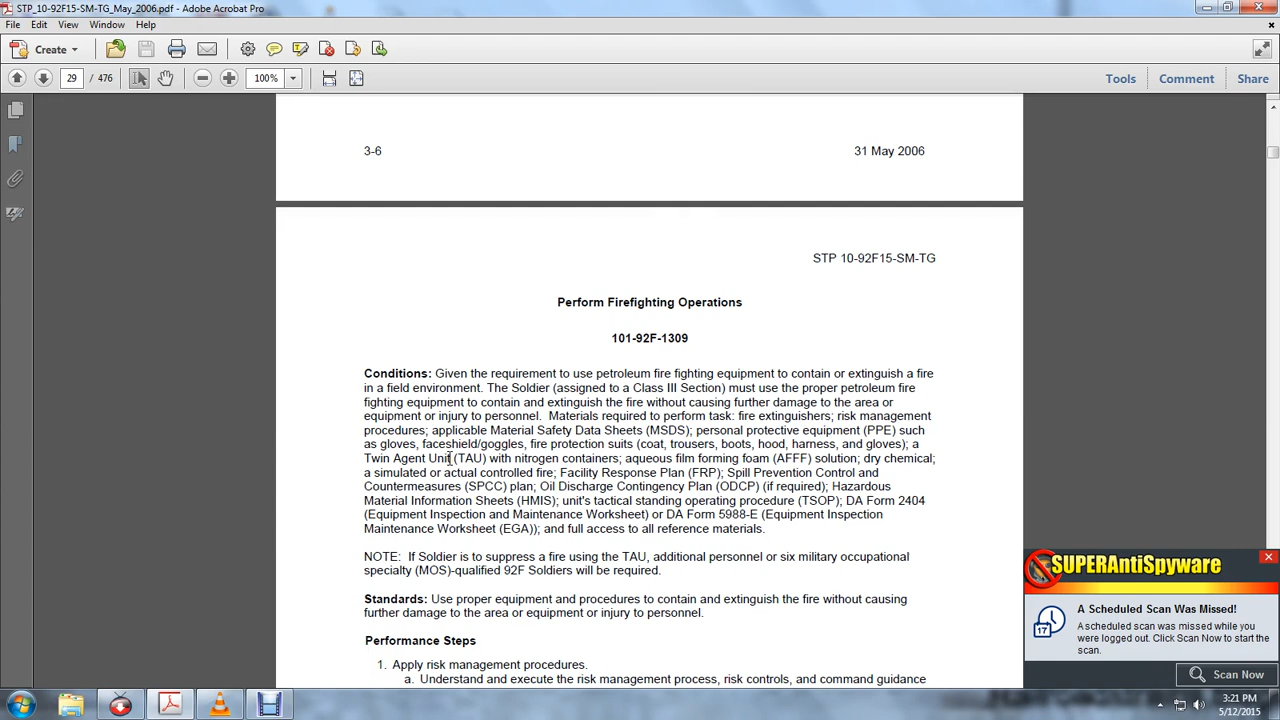 STP_10-92F15-SM-TG_May_2006.pdf - Adobe Acrobat Pro
File Edit View Window Help
Create
29 / 476 100% Tools Comment Share
3-6 31 May 2006
STP 10-92F15-SM-TG
Perform Firefighting Operations
101-92F-1309
Conditions: Given the requirement to use petroleum fire fighting equipment to contain or extinguish a fire
in a field environment. The Soldier (assigned to a Class III Section) must use the proper petroleum fire
fighting equipment to contain and extinguish the fire without causing further damage to the area or
equipment or injury to personnel. Materials required to perform task: fire extinguishers; risk management
procedures; applicable Material Safety Data Sheets (MSDS); personal protective equipment (PPE) such
as gloves, faceshield/goggles, fire protection suits (coat, trousers, boots, hood, harness, and gloves); a
Twin Agent Unit (TAU) with nitrogen containers; aqueous film forming foam (AFFF) solution; dry chemical;
a simulated or actual controlled fire; Facility Response Plan (FRP); Spill Prevention Control and
Countermeasures (SPCC) plan; Oil Discharge Contingency Plan (ODCP) (if required); Hazardous
Material Information Sheets (HMIS); unit's tactical standing operating procedure (TSOP); DA Form 2404
(Equipment Inspection and Maintenance Worksheet) or DA Form 5988-E (Equipment Inspection
Maintenance Worksheet (EGA)); and full access to all reference materials.
NOTE: If Soldier is to suppress a fire using the TAU, additional personnel or six military occupational
specialty (MOS)-qualified 92F Soldiers will be required.
Standards: Use proper equipment and procedures to contain and extinguish the fire without causing
further damage to the area or equipment or injury to personnel.
Performance Steps
1. Apply risk management procedures.
a. Understand and execute the risk management process, risk controls, and command guidance
SUPERAntiSpyware
17
A Scheduled Scan Was Missed!
A scheduled scan was missed while you
were logged out. Click Scan Now to start the
scan.
Scan Now
3:21 PM
5/12/2015